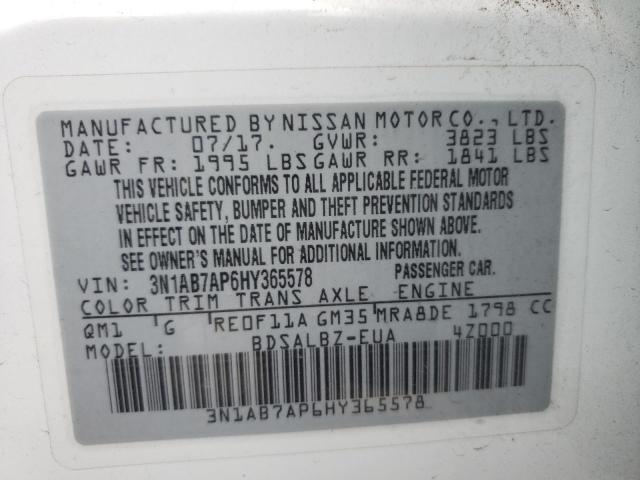 MANUFACTURED BY NISSAN MOTOR CO., LTD.
DATE: 07/17. GVWR: 3823 LBS
GAWR FR: 1995 LBS GAWR RR: 1841 LBS
THIS VEHICLE CONFORMS TO ALL APPLICABLE FEDERAL MOTOR
VEHICLE SAFETY, BUMPER AND THEFT PREVENTION STANDARDS
IN EFFECT ON THE DATE OF MANUFACTURE SHOWN ABOVE.
SEE OWNER'S MANUAL FOR ADDITIONAL INFORMATION.
VIN: 3N1AB7AP6HY365578 PASSENGER CAR.
COLOR TRIM TRANS AXLE ENGINE
QM1 G RE0F11A GM35 MRA8DE 1798 CC
MODEL: BDSALBZ-EUA 4Z000
3N1AB7AP6HY365578